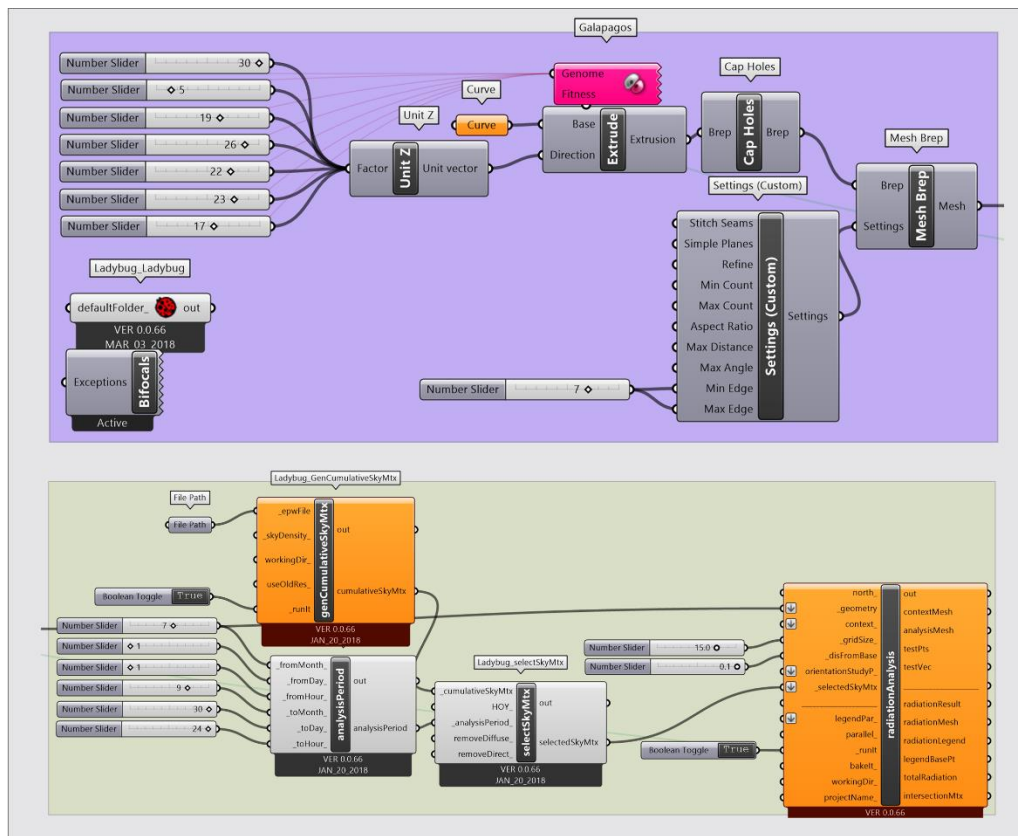 Galapagos
Number Slider 30
Genome
Fitness
Cap Holes
Number Slider 5
Curve
Number Slider 19
Unit Z
Curve
Base
Direction
Extrude
Extrusion
Brep
Cap Holes
Brep
Number Slider 26
Mesh Brep
Number Slider 22
Factor
Unit Z
Unit vector
Number Slider 23
Settings (Custom)
Brep
Settings
Mesh Brep
Mesh
Number Slider 17
Stitch Seams
Simple Planes
Refine
Min Count
Max Count
Aspect Ratio
Max Distance
Max Angle
Min Edge
Max Edge
Settings (Custom)
Settings
Ladybug_Ladybug
defaultFolder_ out
VER 0.0.66
MAR_03_2018
Exceptions
Bifocals
Active
Number Slider 7
Ladybug_GenCumulativeSkyMtx
File Path
File Path
_epwFile
_skyDensity_
workingDir_
useOldRes_
_runIt
genCumulativeSkyMtx
out
cumulativeSkyMtx
VER 0.0.66
JAN_20_2018
Boolean Toggle True
Number Slider 7
Number Slider 1
Number Slider 1
Number Slider 9
Number Slider 30
Number Slider 24
_fromMonth_
_fromDay_
_fromHour_
_toMonth_
_toDay_
_toHour_
analysisPeriod
out
analysisPeriod
VER 0.0.66
JAN_20_2018
Ladybug_selectSkyMtx
_cumulativeSkyMtx
HOY_
_analysisPeriod_
removeDiffuse_
removeDirect_
selectSkyMtx
out
selectedSkyMtx
VER 0.0.66
JAN_20_2018
Number Slider 15.0
Number Slider 0.1
Boolean Toggle True
north_
_geometry
context_
_gridSize_
_disFromBase
orientationStudyP_
_selectedSkyMtx
legendPar_
parallel_
_runIt
bakeIt_
workingDir_
projectName_
radiationAnalysis
out
contextMesh
analysisMesh
testPts
testVec
radiationResult
radiationMesh
radiationLegend
legendBasePt
totalRadiation
intersectionMtx
VER 0.0.66